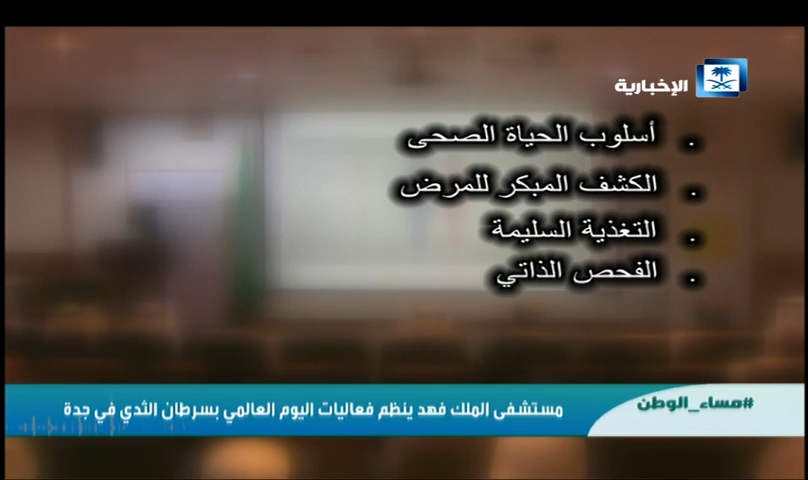 الإخبارية
. أسلوب الحياة الصحى
. الكشف المبكر للمرض
. التغذية السليمة
. الفحص الذاتي
#مساء_الوطن
مستشفى الملك فهد ينظم فعاليات اليوم العالمي بسرطان الثدي في جدة